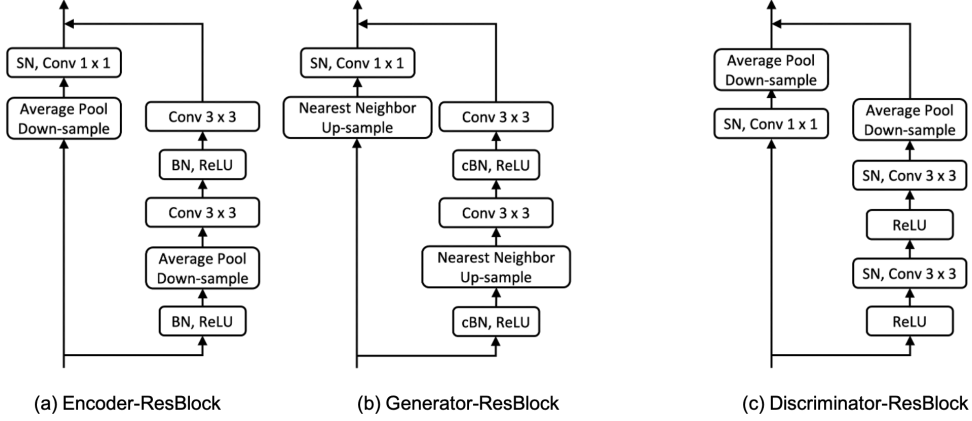 SN, Conv 1 x 1
Average Pool
Down-sample
Conv 3 x 3
BN, ReLU
Conv 3 x 3
Average Pool
Down-sample
BN, ReLU
(a) Encoder-ResBlock
SN, Conv 1 x 1
Nearest Neighbor
Up-sample
Conv 3 x 3
cBN, ReLU
Conv 3 x 3
Nearest Neighbor
Up-sample
cBN, ReLU
(b) Generator-ResBlock
Average Pool
Down-sample
SN, Conv 1 x 1
Average Pool
Down-sample
SN, Conv 3 x 3
ReLU
SN, Conv 3 x 3
ReLU
(c) Discriminator-ResBlock